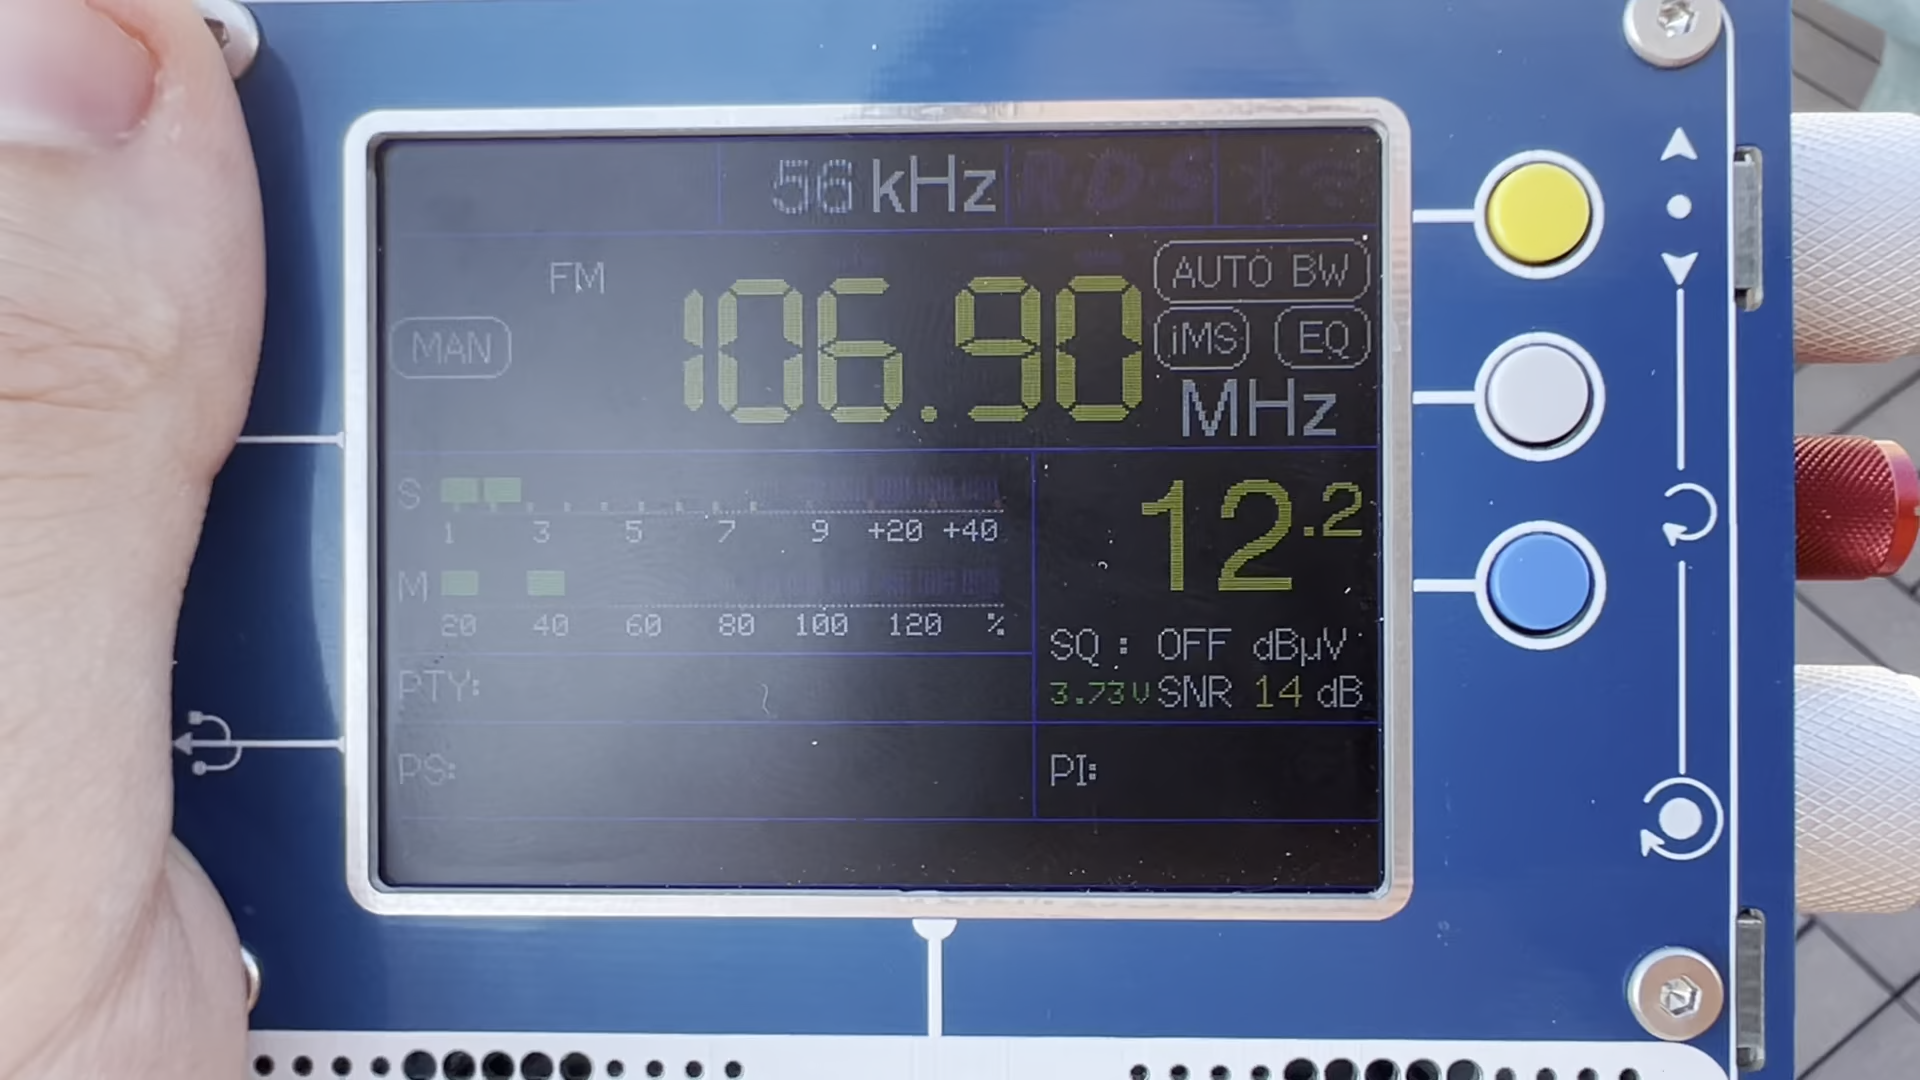 56 kHz RDS
FM
106.90
MHz
AUTO BW
iMS EQ
MAN
S
1 3 5 7 9 +20 +40
M
20 40 60 80 100 120 %
12.2
SQ: OFF dBµV
3.73V SNR 14 dB
PTY:
PS:
PI: